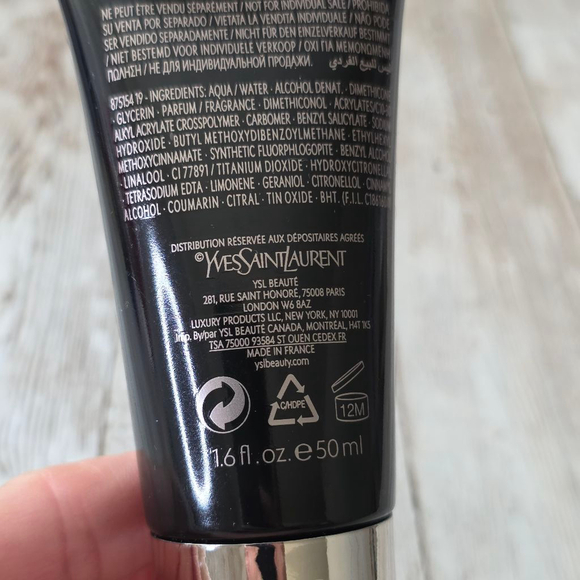 NE PEUT ÊTRE VENDU SÉPARÉMENT / NOT FOR INDIVIDUAL SALE / PROHIBIDA
SU VENTA POR SEPARADO / VIETATA LA VENDITA INDIVIDUALE / NÃO PODE
SER VENDIDO SEPARADAMENTE / NICHT FÜR DEN EINZELVERKAUF BESTIMMT
/ NIET BESTEMD VOOR INDIVIDUELE VERKOOP / ΟΧΙ ΓΙΑ ΜΕΜΟΝΩΜΕΝΗ
ΠΩΛΗΣΗ / НЕ ДЛЯ ИНДИВИДУАЛЬНОЙ ПРОДАЖИ. ليس للبيع الفردي
875154 19 - INGREDIENTS: AQUA / WATER · ALCOHOL DENAT. · DIMETHICONE
· GLYCERIN · PARFUM / FRAGRANCE · DIMETHICONOL · ACRYLATES/C10-30
ALKYL ACRYLATE CROSSPOLYMER · CARBOMER · BENZYL SALICYLATE · SODIUM
HYDROXIDE · BUTYL METHOXYDIBENZOYLMETHANE · ETHYLHEXYL
METHOXYCINNAMATE · SYNTHETIC FLUORPHLOGOPITE · BENZYL ALCOHOL
· LINALOOL · CI 77891 / TITANIUM DIOXIDE · HYDROXYCITRONELLAL
TETRASODIUM EDTA · LIMONENE · GERANIOL · CITRONELLOL · CINNAMYL
ALCOHOL · COUMARIN · CITRAL · TIN OXIDE · BHT. (F.I.L.
DISTRIBUTION RÉSERVÉE AUX DÉPOSITAIRES AGRÉÉS.
©YVESSAINTLAURENT
YSL BEAUTÉ
281, RUE SAINT HONORÉ, 75008 PARIS
LONDON W6 8AZ
LUXURY PRODUCTS LLC, NEW YORK, NY 10001
Imp. By/par YSL BEAUTÉ CANADA, MONTRÉAL, H4T 1K5
TSA 75000 93584 ST OUEN CEDEX FR
MADE IN FRANCE
yslbeauty.com
C/HDPE
12M
1.6 fl.oz. e 50 ml